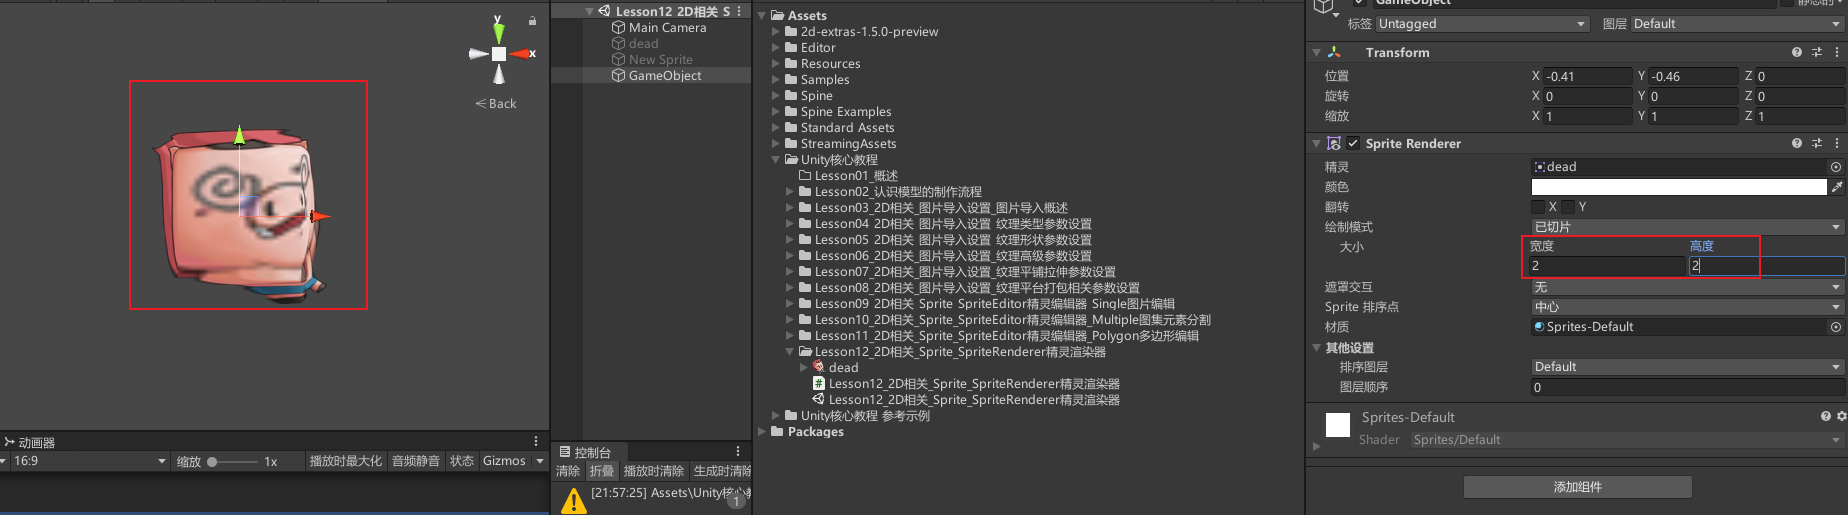 y
x
Back
动画器
16:9
缩放
1x
播放时最大化
音频静音
状态
Gizmos
Lesson12_2D相关_S
Main Camera
dead
New Sprite
GameObject
控制台
清除
折叠
播放时清除
生成时清除
[21:57:25] Assets\Unity核心教
1
Assets
2d-extras-1.5.0-preview
Editor
Resources
Samples
Spine
Spine Examples
Standard Assets
StreamingAssets
Unity核心教程
Lesson01_概述
Lesson02_认识模型的制作流程
Lesson03_2D相关_图片导入设置_图片导入概述
Lesson04_2D相关_图片导入设置_纹理类型参数设置
Lesson05_2D相关_图片导入设置_纹理形状参数设置
Lesson06_2D相关_图片导入设置_纹理高级参数设置
Lesson07_2D相关_图片导入设置_纹理平铺拉伸参数设置
Lesson08_2D相关_图片导入设置_纹理平台打包相关参数设置
Lesson09_2D相关_Sprite_SpriteEditor精灵编辑器_Single图片编辑
Lesson10_2D相关_Sprite_SpriteEditor精灵编辑器_Multiple图集元素分割
Lesson11_2D相关_Sprite_SpriteEditor精灵编辑器_Polygon多边形编辑
Lesson12_2D相关_Sprite_SpriteRenderer精灵渲染器
dead
Lesson12_2D相关_Sprite_SpriteRenderer精灵渲染器
Lesson12_2D相关_Sprite_SpriteRenderer精灵渲染器
Unity核心教程 参考示例
Packages
GameObject
静态的
标签 Untagged 图层 Default
Transform
位置 X -0.41 Y -0.46 Z 0
旋转 X 0 Y 0 Z 0
缩放 X 1 Y 1 Z 1
Sprite Renderer
精灵 dead
颜色
翻转 X Y
绘制模式 已切片
大小 宽度 高度
2 2
遮罩交互 无
Sprite 排序点 中心
材质 Sprites-Default
其他设置
排序图层 Default
图层顺序 0
Sprites-Default
Shader Sprites/Default
添加组件